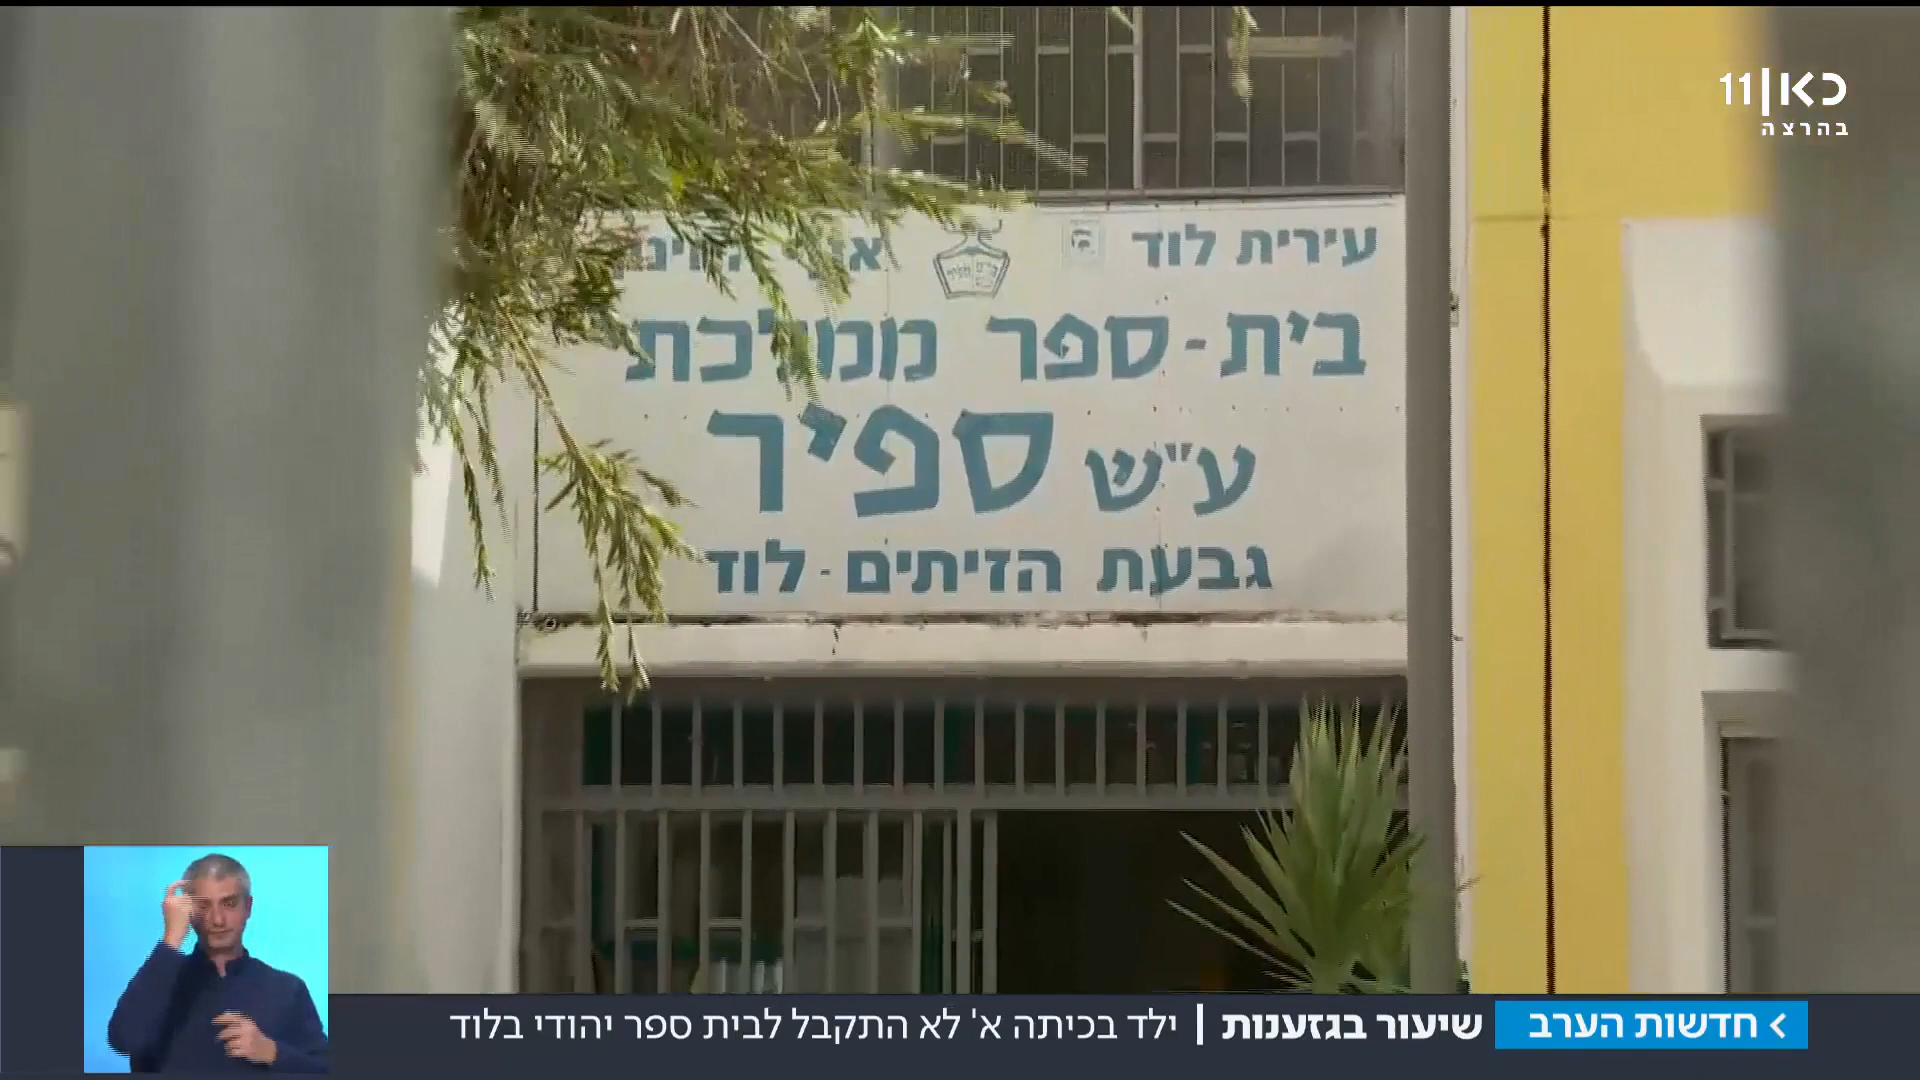 כאן 11
בהרצה
עירית לוד
בית-ספר
ע"ש ספיר
גבעת הזיתים - לוד
חדשות הערב
שיעור בגזענות | ילד בכיתה א' לא התקבל לבית ספר יהודי בלוד